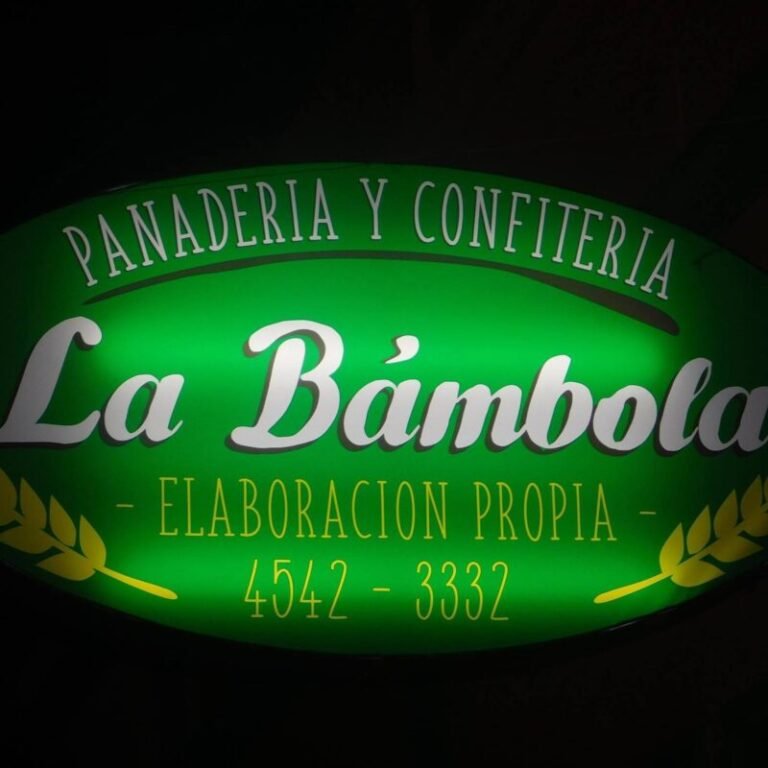 PANADERIA Y CONFITERIA
La Bámbola
- ELABORACION PROPIA -
4542 - 3332